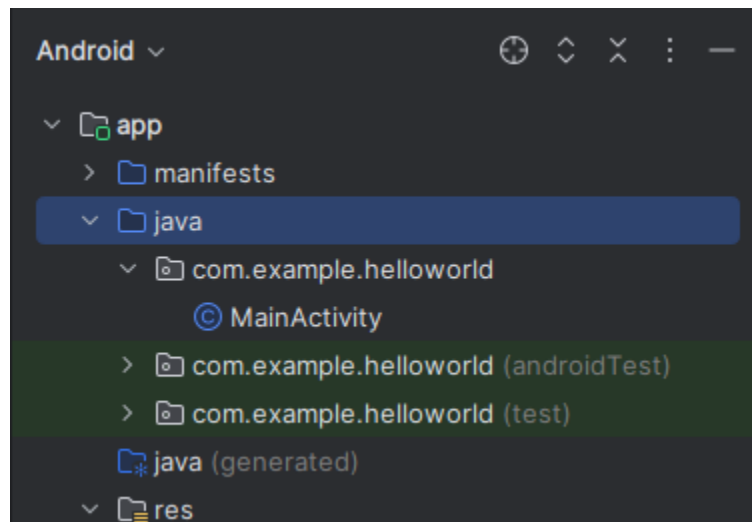 Android
app
manifests
java
com.example.helloworld
© MainActivity
com.example.helloworld (androidTest)
com.example.helloworld (test)
java (generated)
res